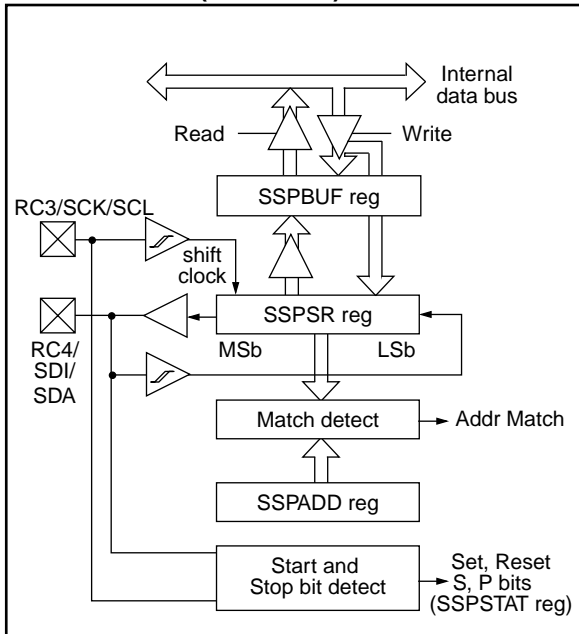 Internal
data bus
Read
Write
SSPBUF reg
RC3/SCK/SCL
shift
clock
SSPSR reg
MSb
LSb
RC4/
SDI/
SDA
Match detect
Addr Match
SSPADD reg
Start and
Stop bit detect
Set, Reset
S, P bits
(SSPSTAT reg)